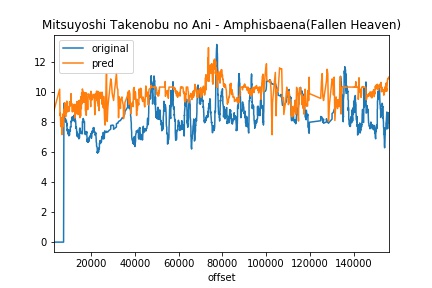 Mitsuyoshi Takenobu no Ani - Amphisbaena(Fallen Heaven)
original
pred
12
10
8
6
4
2
0
20000 40000 60000 80000 100000 120000 140000
offset